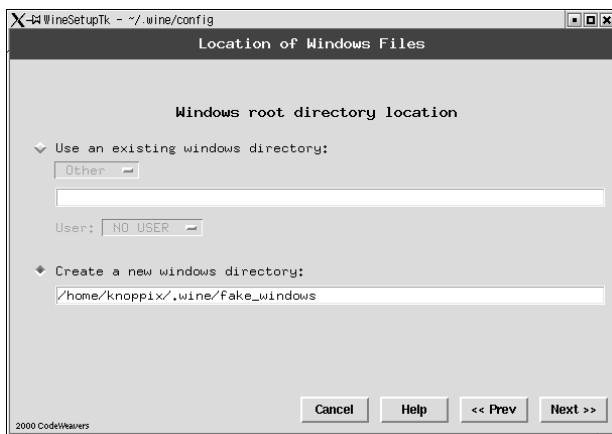 WineSetupTk - ~/.wine/config
Location of Windows Files
Windows root directory location
Use an existing windows directory:
Other
User: NO USER
Create a new windows directory:
/home/knoppix/.wine/fake_windows
Cancel Help << Prev Next >>
2000 CodeWeavers